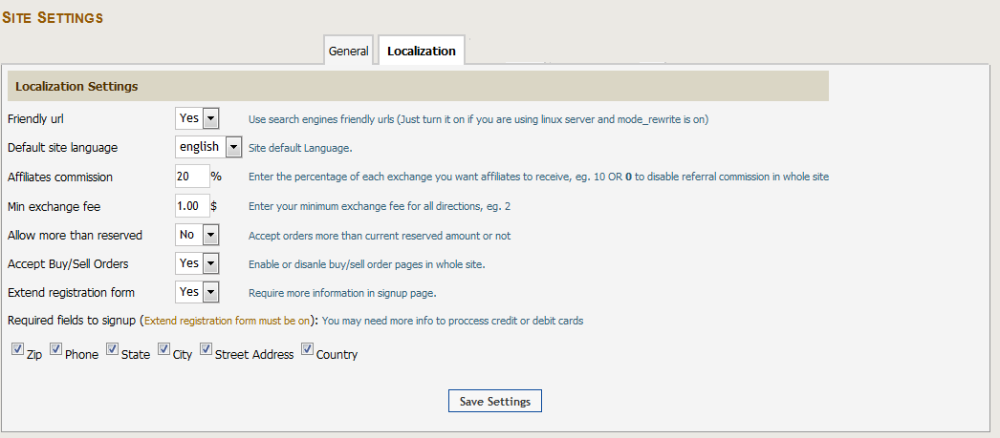 SITE SETTINGS
General Localization
Localization Settings
Friendly url Yes Use search engines friendly urls (Just turn it on if you are using linux server and mode_rewrite is on)
Default site language english Site default Language.
Affiliates commission 20 % Enter the percentage of each exchange you want affiliates to receive, eg. 10 OR 0 to disable referral commission in whole site
Min exchange fee 1.00 $ Enter your minimum exchange fee for all directions, eg. 2
Allow more than reserved No Accept orders more than current reserved amount or not
Accept Buy/Sell Orders Yes Enable or disanle buy/sell order pages in whole site.
Extend registration form Yes Require more information in signup page.
Required fields to signup (Extend registration form must be on): You may need more info to proccess credit or debit cards
Zip Phone State City Street Address Country
Save Settings